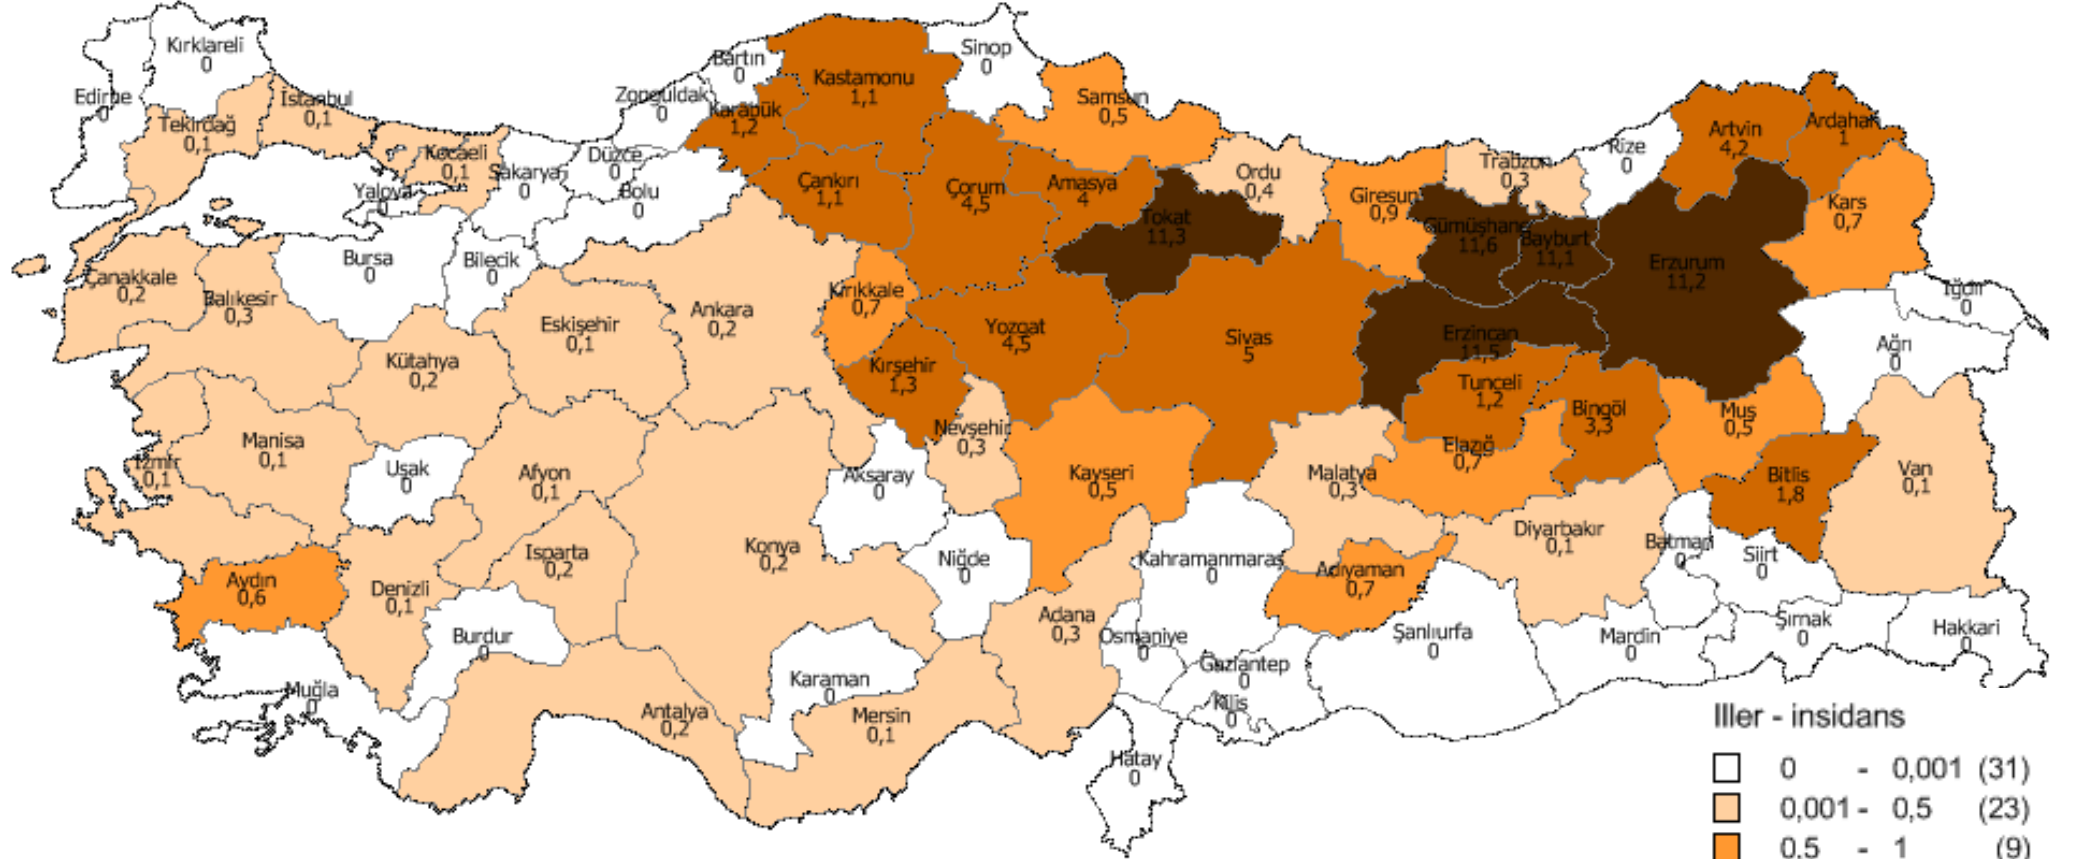 Kırklareli
0
Edirne
0
Tekirdağ
0,1
İstanbul
0,1
Kocaeli
0,1
Yalova
0
Sakarya
0
Düzce
0
Bolu
0
Zonguldak
0
Bartın
0
Karabük
1,2
Kastamonu
1,1
Sinop
0
Samsun
0,5
Çankırı
1,1
Çorum
4,5
Amasya
4
Tokat
11,3
Ordu
0,4
Giresun
0,9
Trabzon
0,3
Gümüşhane
11,6
Bayburt
11,1
Rize
0
Artvin
4,2
Ardahan
1
Kars
0,7
Erzurum
11,2
Iğdır
0
Ağrı
0
Çanakkale
0,2
Balıkesir
0,3
Bursa
0
Bilecik
0
Eskişehir
0,1
Ankara
0,2
Kırıkkale
0,7
Kırşehir
1,3
Yozgat
4,5
Sivas
5
Erzincan
11,5
Tunceli
1,2
Bingöl
3,3
Muş
0,5
Kütahya
0,2
Manisa
0,1
İzmir
0,1
Uşak
0
Afyon
0,1
Aksaray
0
Nevşehir
0,3
Kayseri
0,5
Malatya
0,3
Elazığ
0,7
Bitlis
1,8
Van
0,1
Aydın
0,6
Denizli
0,1
Isparta
0,2
Konya
0,2
Niğde
0
Kahramanmaraş
0
Adıyaman
0,7
Diyarbakır
0,1
Batman
0
Siirt
0
Burdur
0
Muğla
0
Antalya
0,2
Karaman
0
Mersin
0,1
Adana
0,3
Osmaniye
0
Gaziantep
0
Kilis
0
Hatay
0
Şanlıurfa
0
Mardin
0
Şırnak
0
Hakkari
0
Iller - insidans
0 - 0,001 (31)
0,001 - 0,5 (23)
0,5 - 1 (9)